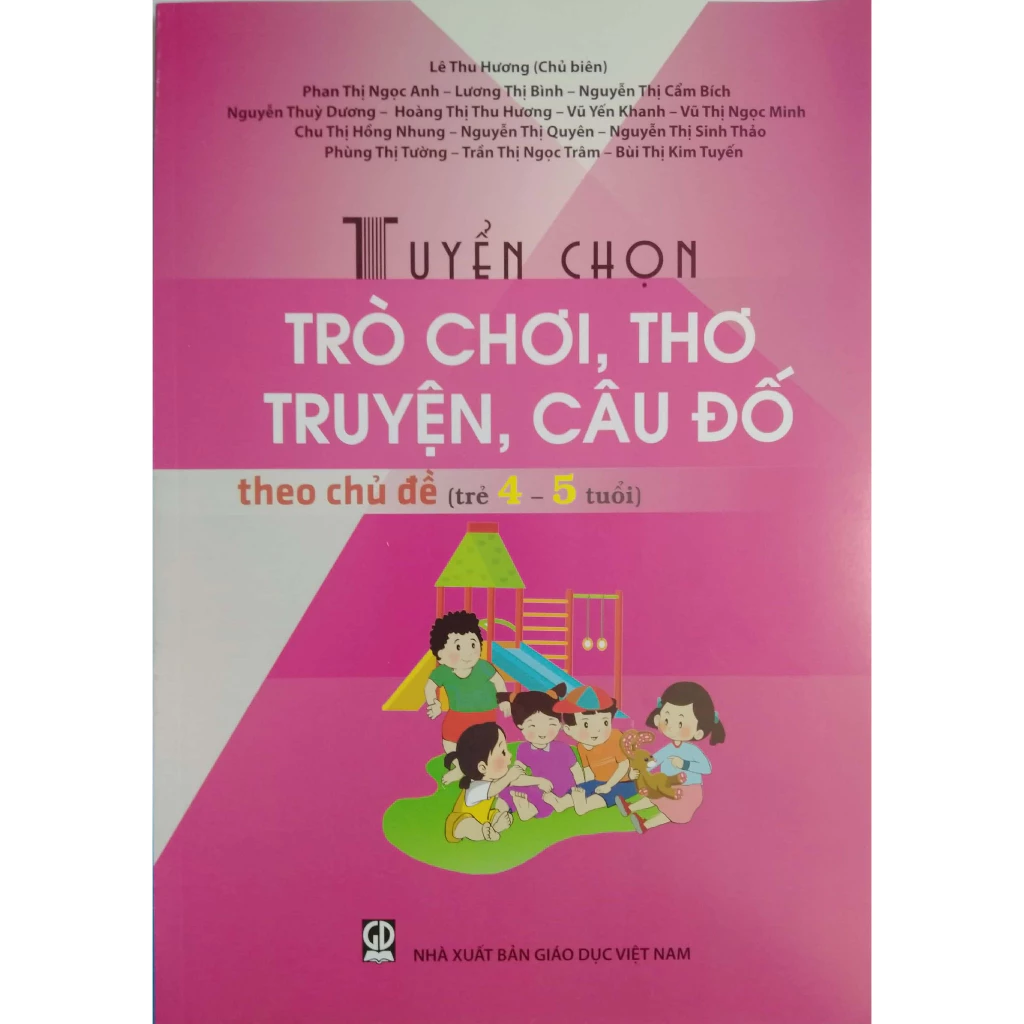 Lê Thu Hương (Chủ biên)
Phan Thị Ngọc Anh – Lương Thị Bình – Nguyễn Thị Cẩm Bích
Nguyễn Thuỳ Dương – Hoàng Thị Thu Hương – Vũ Yến Khanh – Vũ Thị Ngọc Minh
Chu Thị Hồng Nhung – Nguyễn Thị Quyên – Nguyễn Thị Sinh Thảo
Phùng Thị Tường – Trần Thị Ngọc Trâm – Bùi Thị Kim Tuyến
TUYỂN CHỌN
TRÒ CHƠI, THƠ
TRUYỆN, CÂU ĐỐ
theo chủ đề (trẻ 4 – 5 tuổi)
GD
NHÀ XUẤT BẢN GIÁO DỤC VIỆT NAM